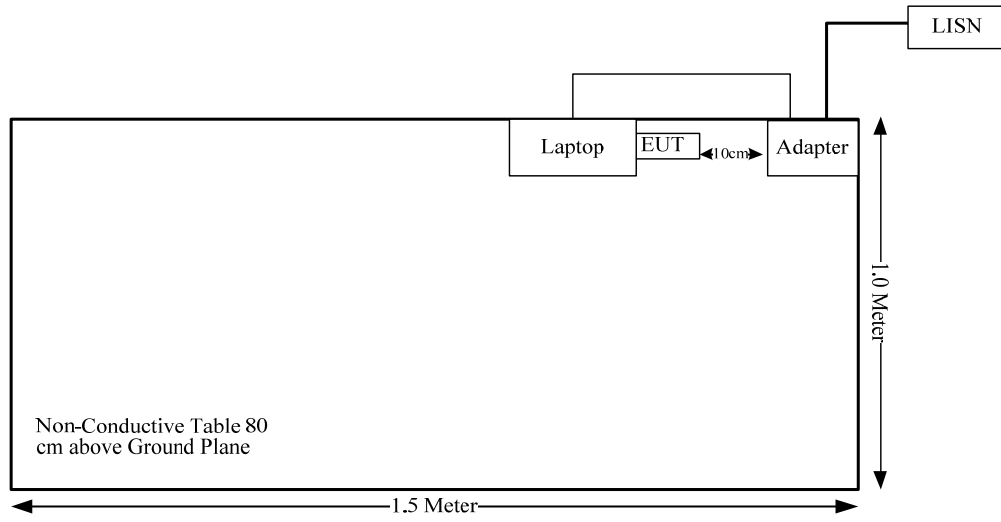 LISN
Laptop
EUT
10cm
Adapter
1.0 Meter
Non-Conductive Table 80
cm above Ground Plane
1.5 Meter